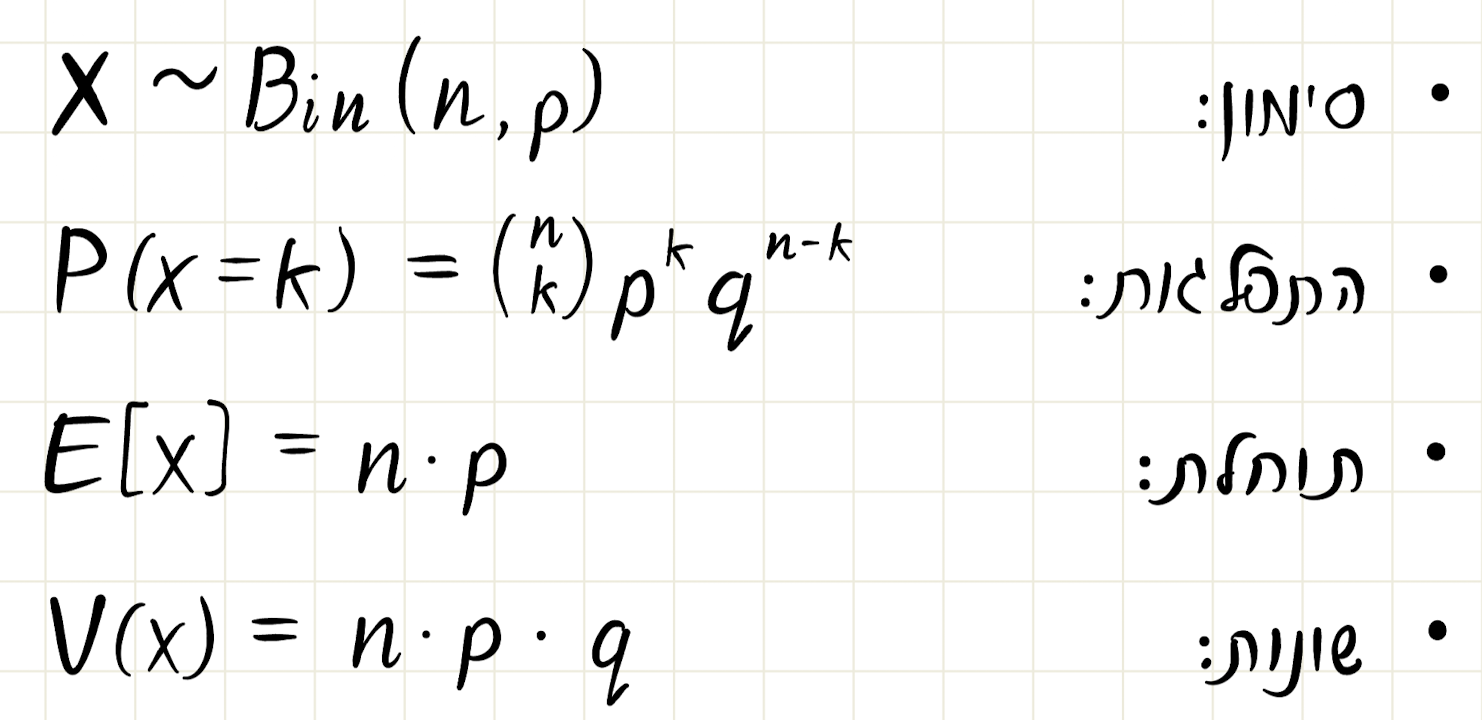 • סימון: X ~ Bin(n,p)
• התפלגות: P(x=k) = (n k) p^k q^(n-k)
• תוחלת: E[x] = n·p
• שונות: V(x) = n·p·q